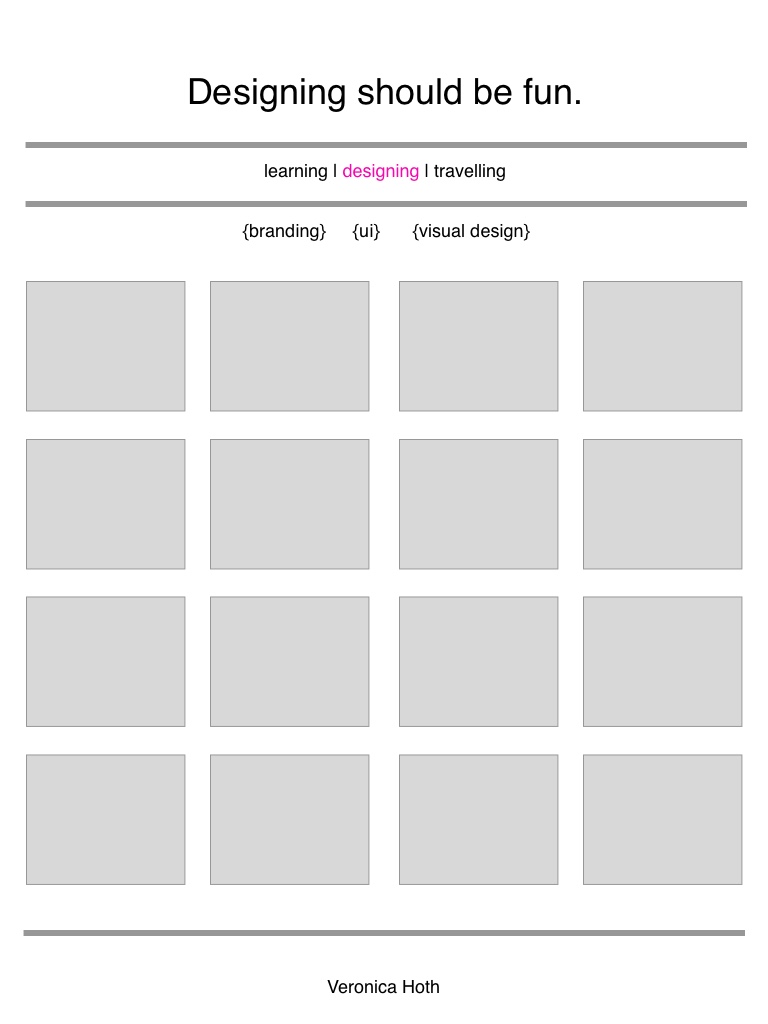 Designing should be fun.
learning | designing | travelling
{branding} {ui} {visual design}
Veronica Hoth